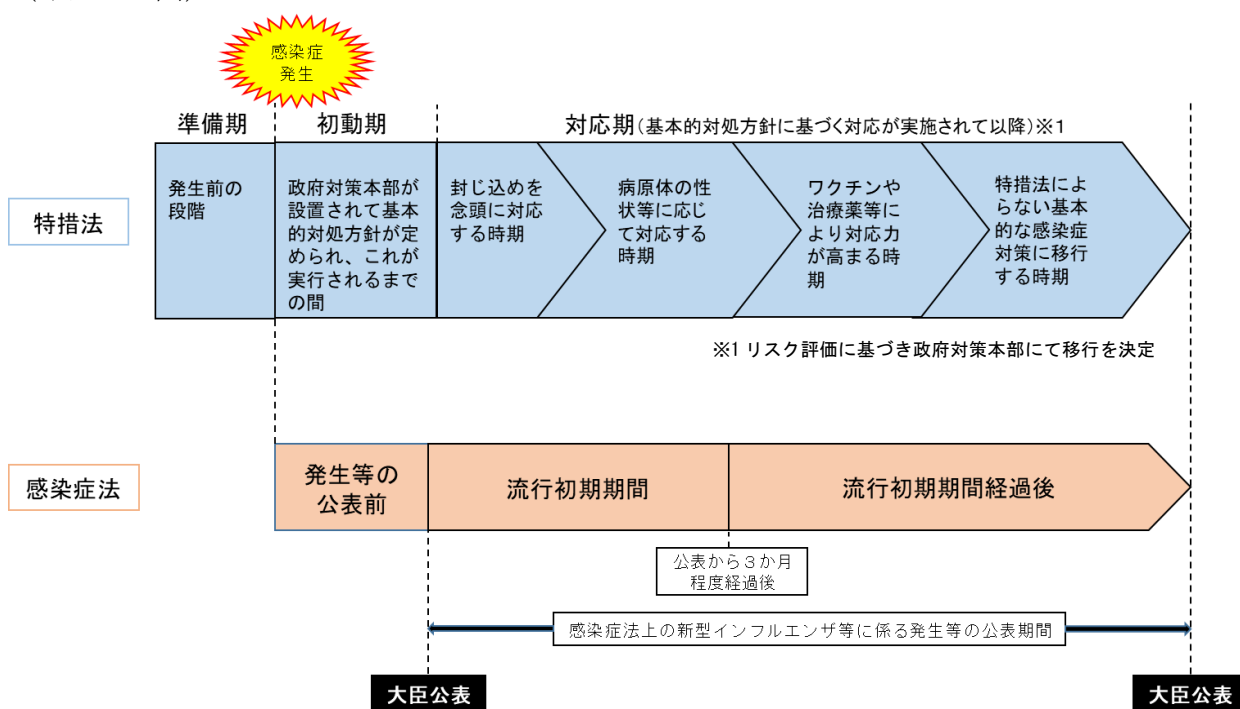 感染症
発生
準備期
初動期
対応期(基本的対処方針に基づく対応が実施されて以降)※1
特措法
発生前の
段階
政府対策本部が
設置されて基本
的対処方針が定
められ、これが
実行されるまで
の間
封じ込めを
念頭に対応
する時期
病原体の性
状等に応じ
て対応する
時期
ワクチンや
治療薬等に
より対応力
が高まる時
期
特措法によ
らない基本
的な感染症
対策に移行
する時期
※1 リスク評価に基づき政府対策本部にて移行を決定
感染症法
発生等の
公表前
流行初期期間
流行初期期間経過後
公表から３か月
程度経過後
感染症法上の新型インフルエンザ等に係る発生等の公表期間
大臣公表
大臣公表